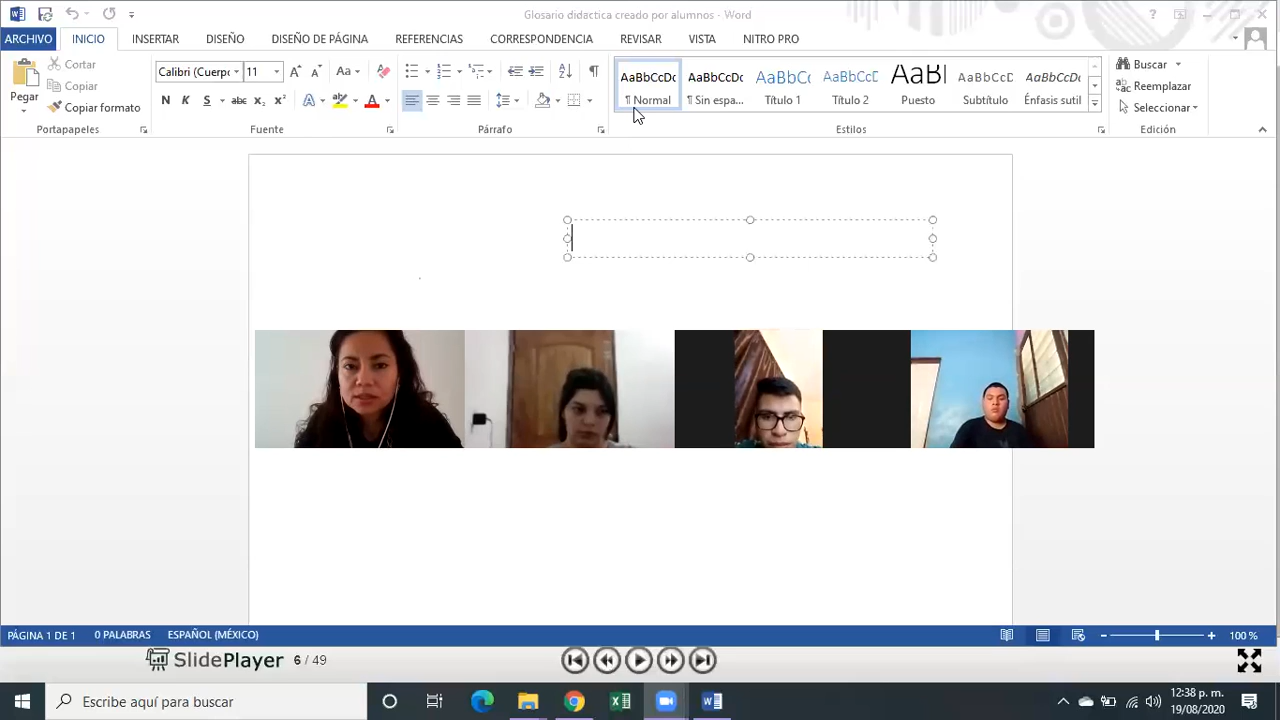 Glosario didactica creado por alumnos - Word
ARCHIVO INICIO INSERTAR DISEÑO DISEÑO DE PÁGINA REFERENCIAS CORRESPONDENCIA REVISAR VISTA NITRO PRO
Pegar
Cortar
Copiar
Copiar formato
Portapapeles
Calibri (Cuerpo 11
N K S abc x₂ x²
Fuente
Párrafo
AaBbCcDc AaBbCcDc AaBbCc AaBbCcD AaBl AaBbCcD AaBbCcDc
¶ Normal ¶ Sin espa... Título 1 Título 2 Puesto Subtítulo Énfasis sutil
Estilos
Buscar
Reemplazar
Seleccionar
Edición
PÁGINA 1 DE 1 0 PALABRAS ESPAÑOL (MÉXICO) 100 %
SlidePlayer 6 / 49
Escribe aquí para buscar
12:38 p. m.
19/08/2020